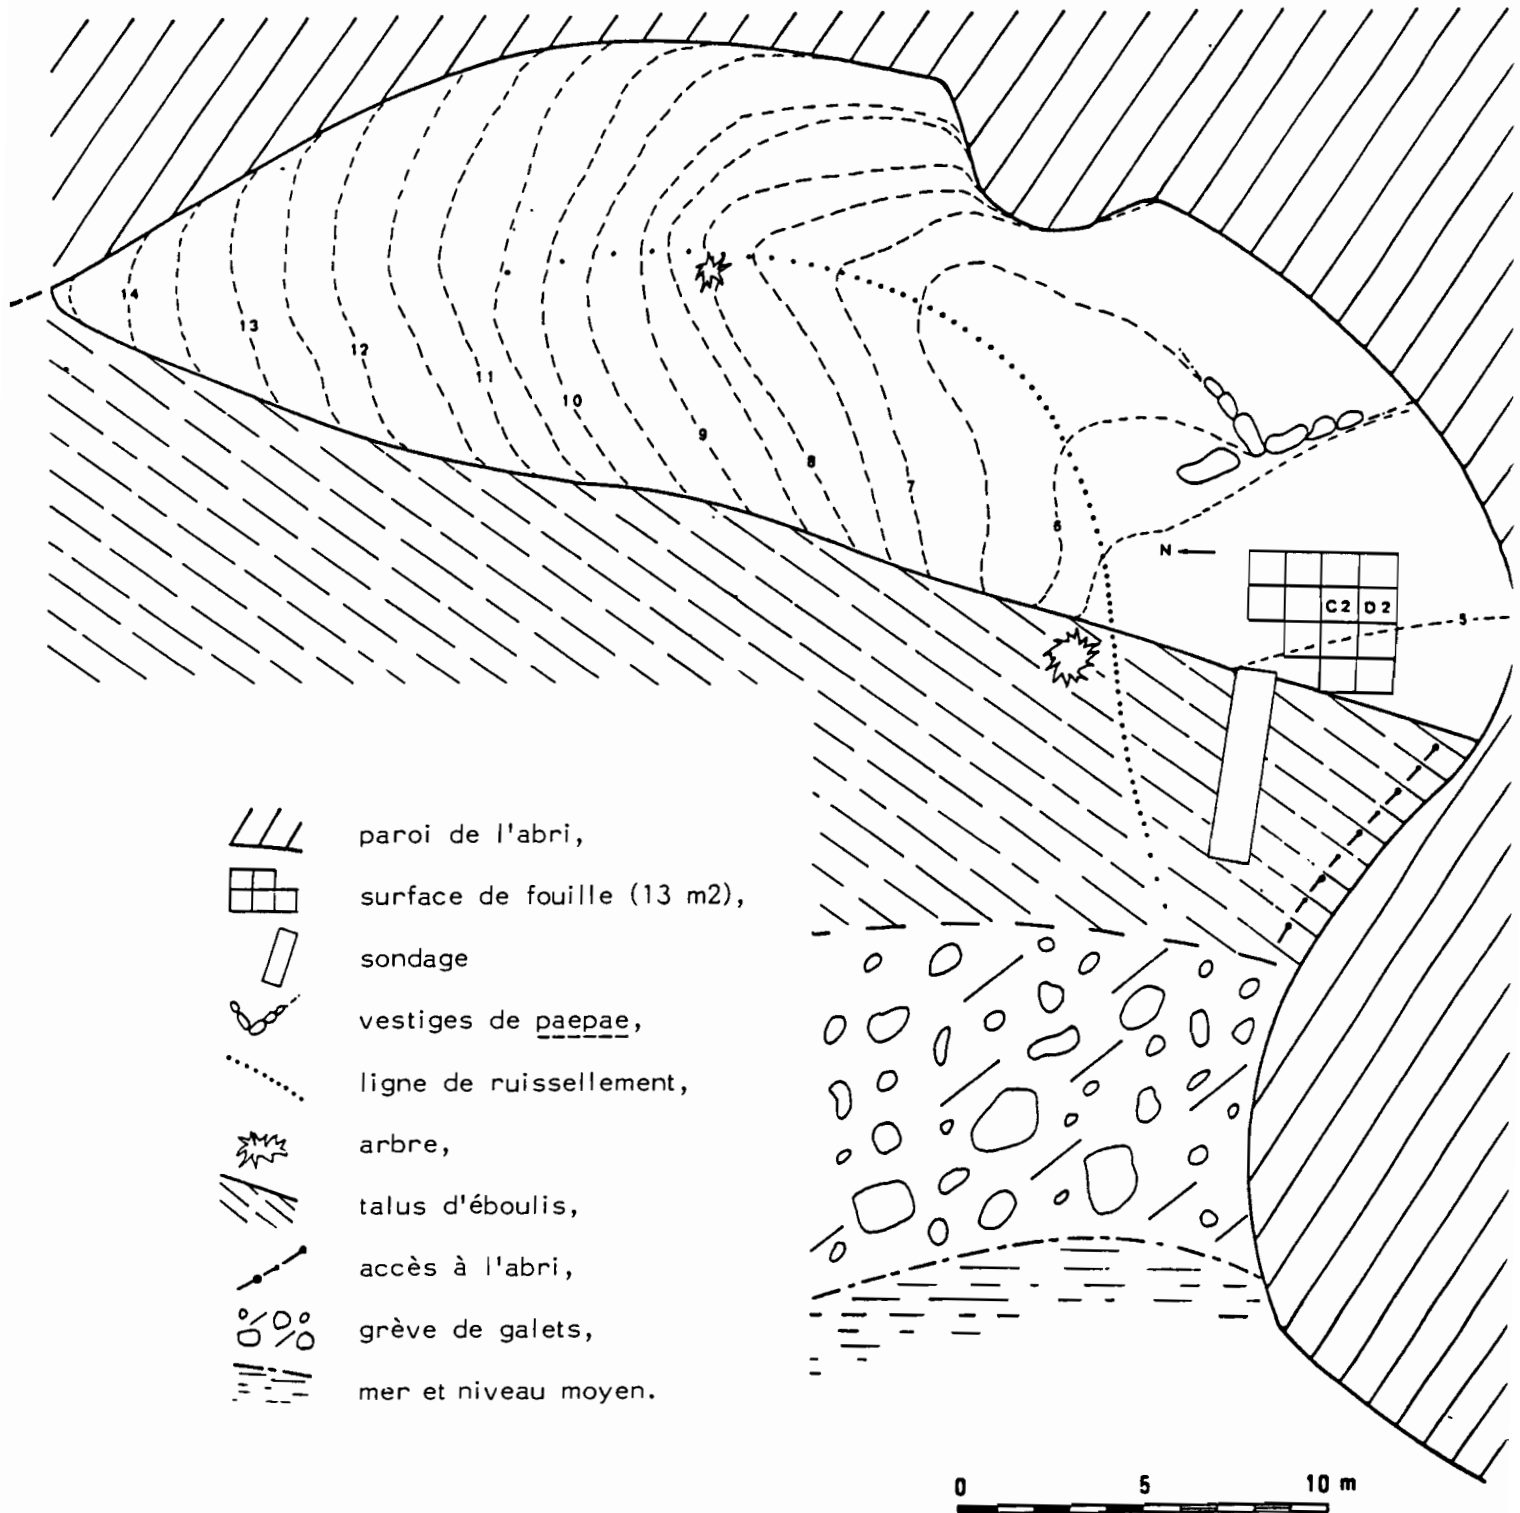 14
13
12
11
10
9
8
7
6
N
C2 D2
5
paroi de l'abri,
surface de fouille (13 m2),
sondage
vestiges de paepae,
ligne de ruissellement,
arbre,
talus d'éboulis,
accès à l'abri,
grève de galets,
mer et niveau moyen.
0 5 10 m